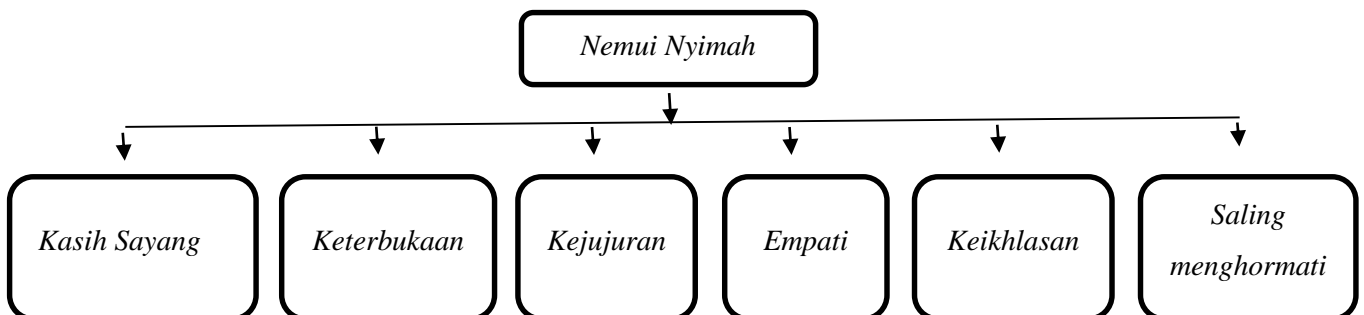 Nemui Nyimah
Kasih Sayang
Keterbukaan
Kejujuran
Empati
Keikhlasan
Saling
menghormati